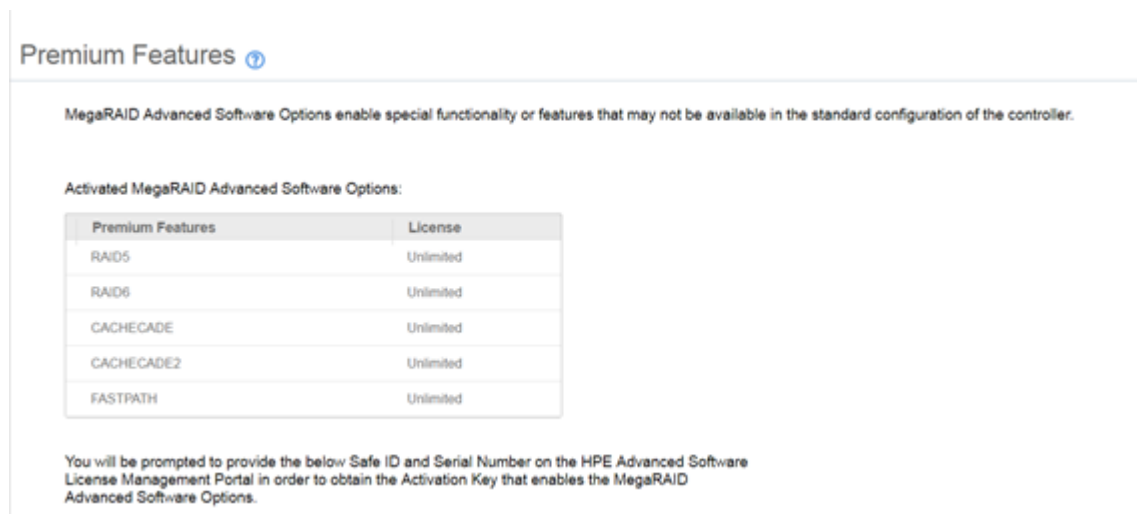 Premium Features ?
MegaRAID Advanced Software Options enable special functionality or features that may not be available in the standard configuration of the controller.
Activated MegaRAID Advanced Software Options:
Premium Features License
RAID5 Unlimited
RAID6 Unlimited
CACHECADE Unlimited
CACHECADE2 Unlimited
FASTPATH Unlimited
You will be prompted to provide the below Safe ID and Serial Number on the HPE Advanced Software
License Management Portal in order to obtain the Activation Key that enables the MegaRAID
Advanced Software Options.